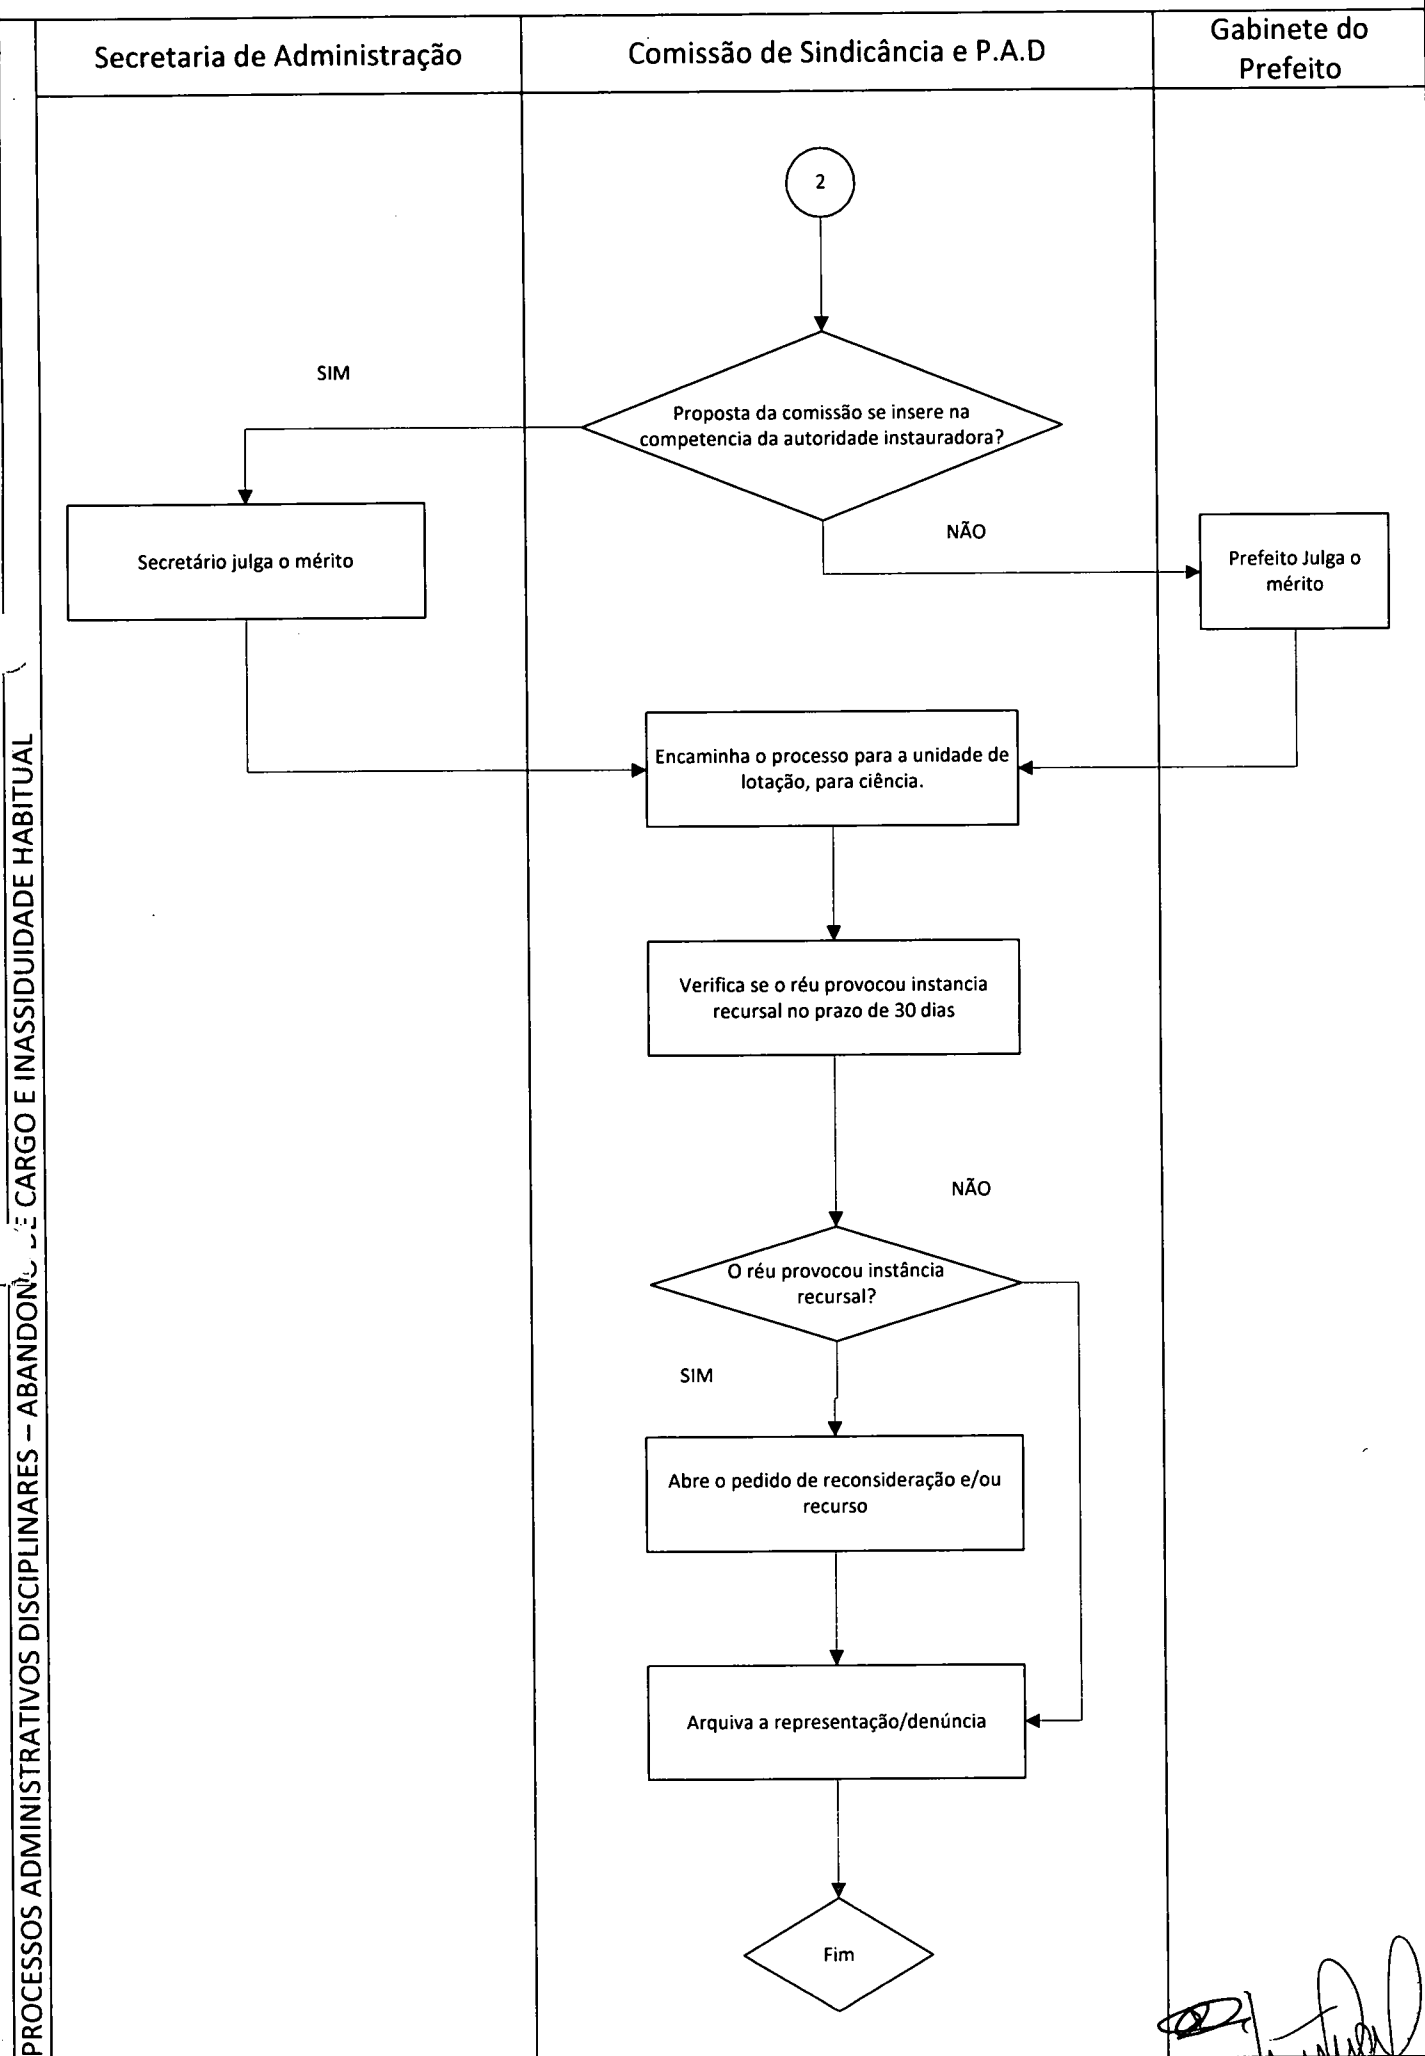 Secretaria de Administração
Comissão de Sindicância e P.A.D
Gabinete do
Prefeito
2
SIM
Proposta da comissão se insere na
competencia da autoridade instauradora?
NÃO
Secretário julga o mérito
Prefeito Julga o
mérito
Encaminha o processo para a unidade de
lotação, para ciência.
Verifica se o réu provocou instancia
recursal no prazo de 30 dias
NÃO
O réu provocou instância
recursal?
SIM
Abre o pedido de reconsideração e/ou
recurso
Arquiva a representação/denúncia
Fim
PROCESSOS ADMINISTRATIVOS DISCIPLINARES – ABANDONO DE CARGO E INASSIDUIDADE HABITUAL